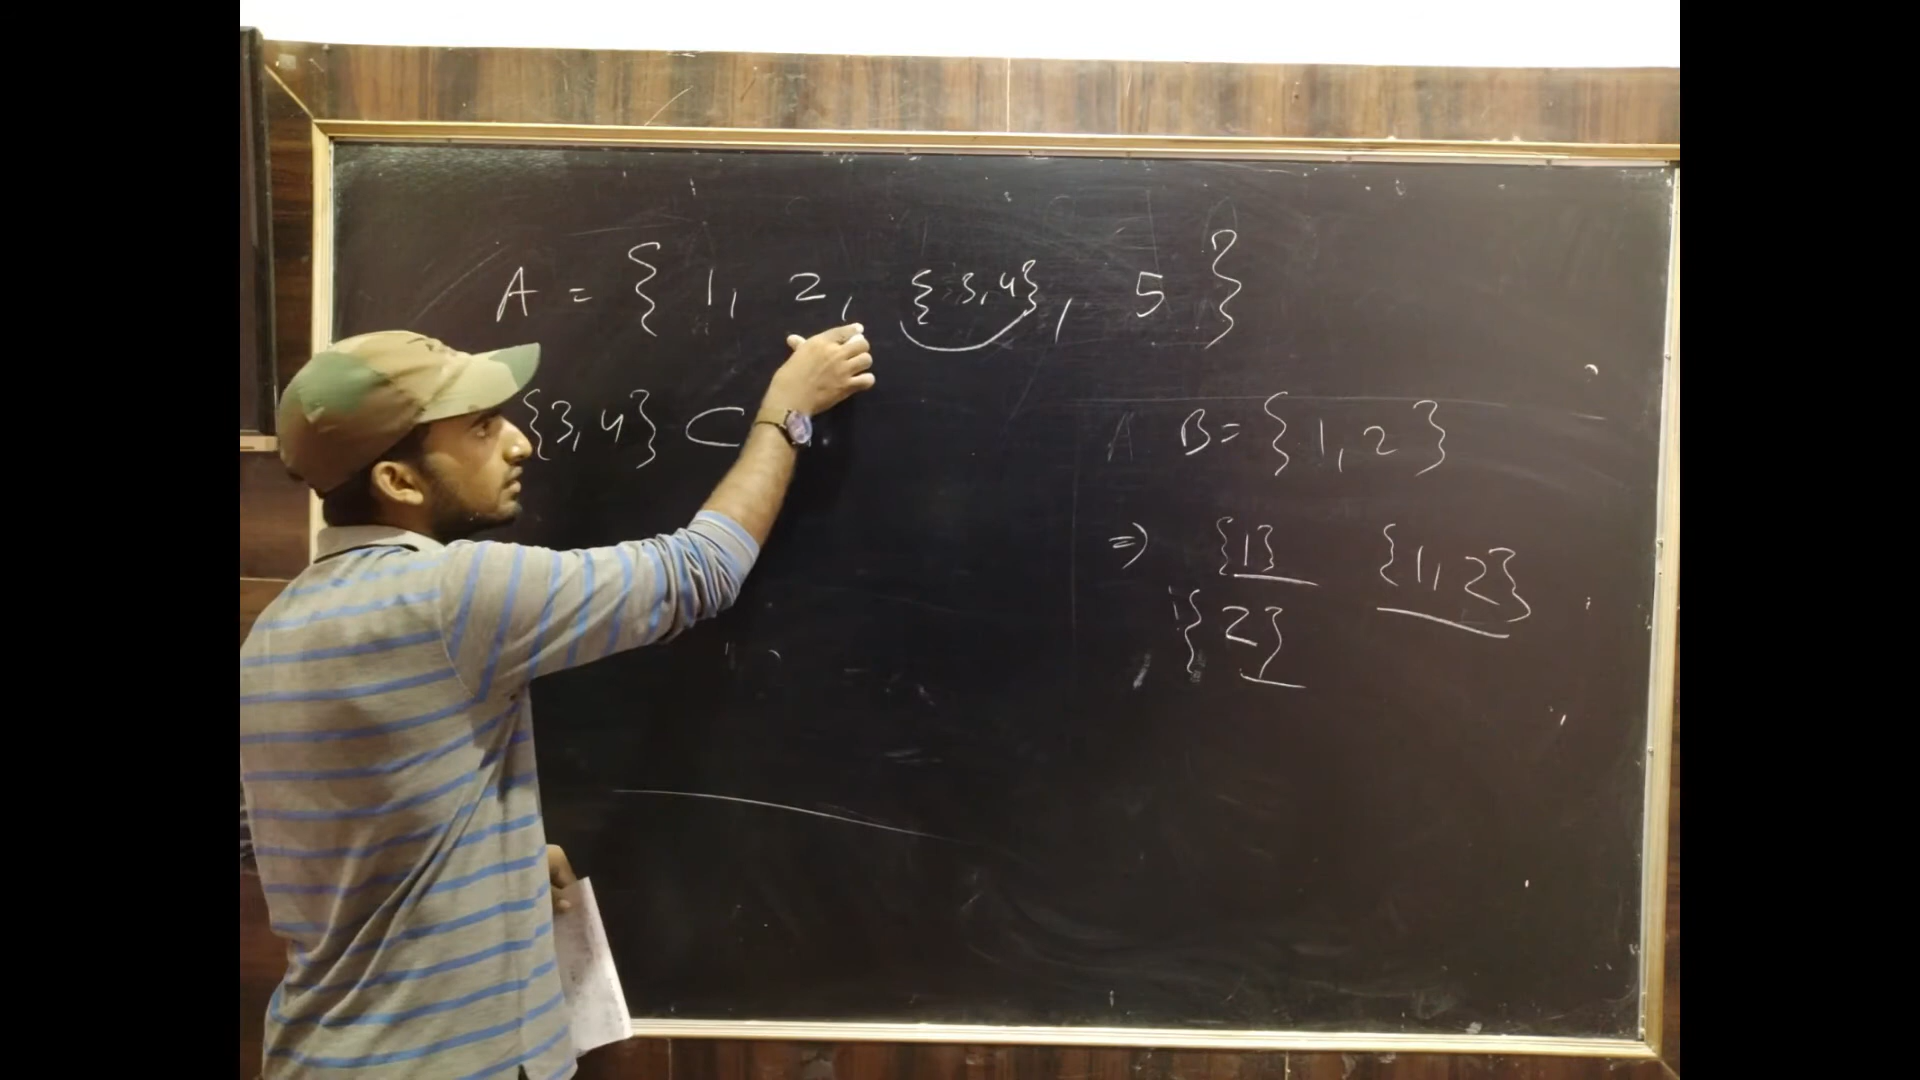 A = { 1, 2, {3,4}, 5 }
{3,4} ⊂
B = { 1, 2 }
⇒ {1} {1, 2}
{2}